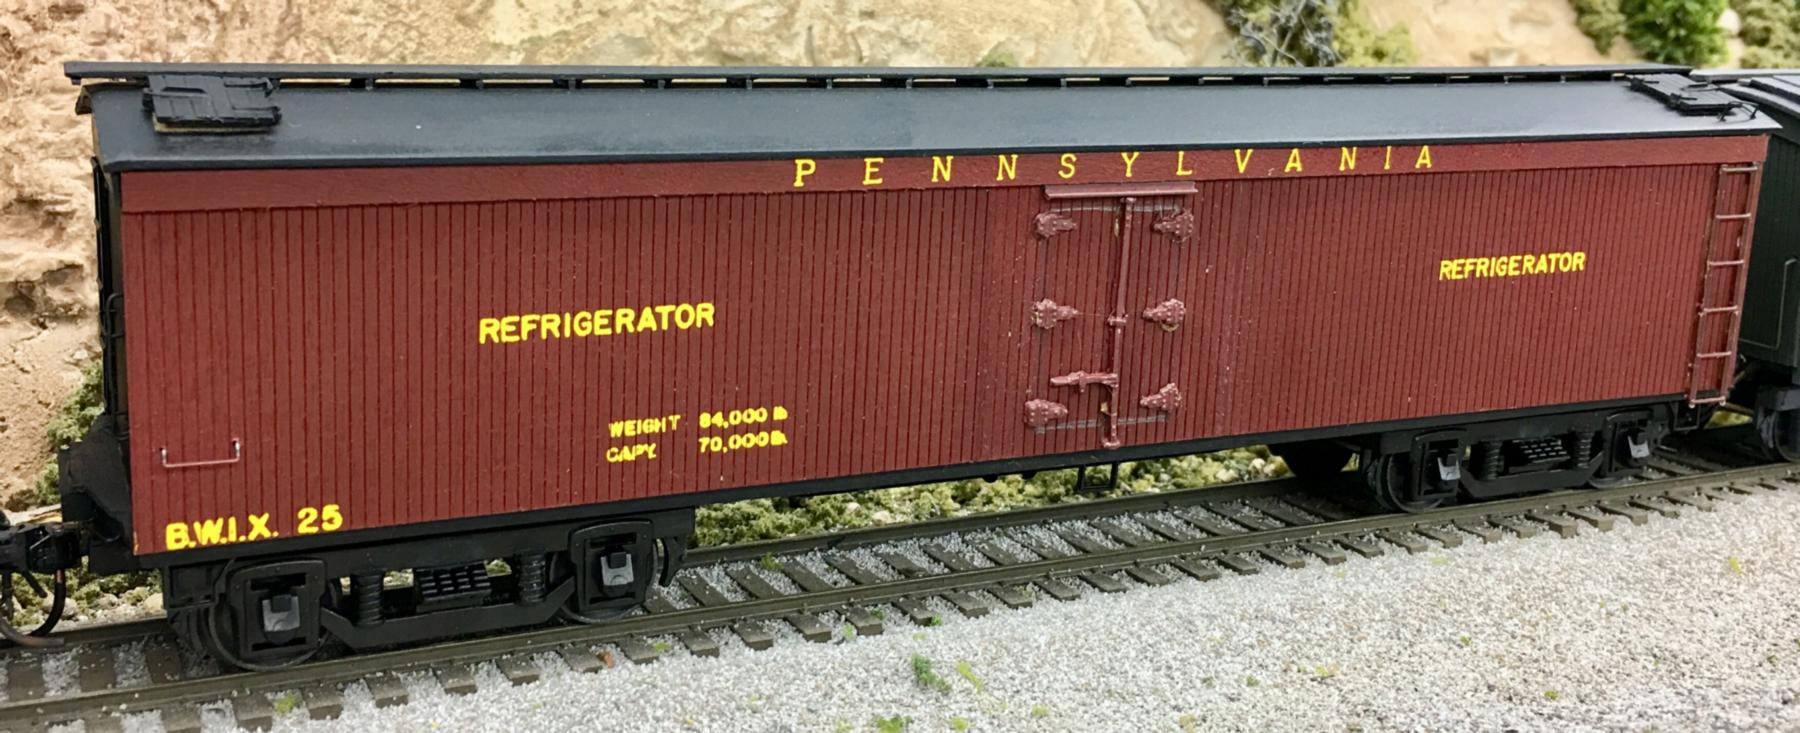 PENNSYLVANIA
REFRIGERATOR
REFRIGERATOR
WEIGHT 84,000 lb
CAPY. 70,000 lb
B.W.I.X. 25